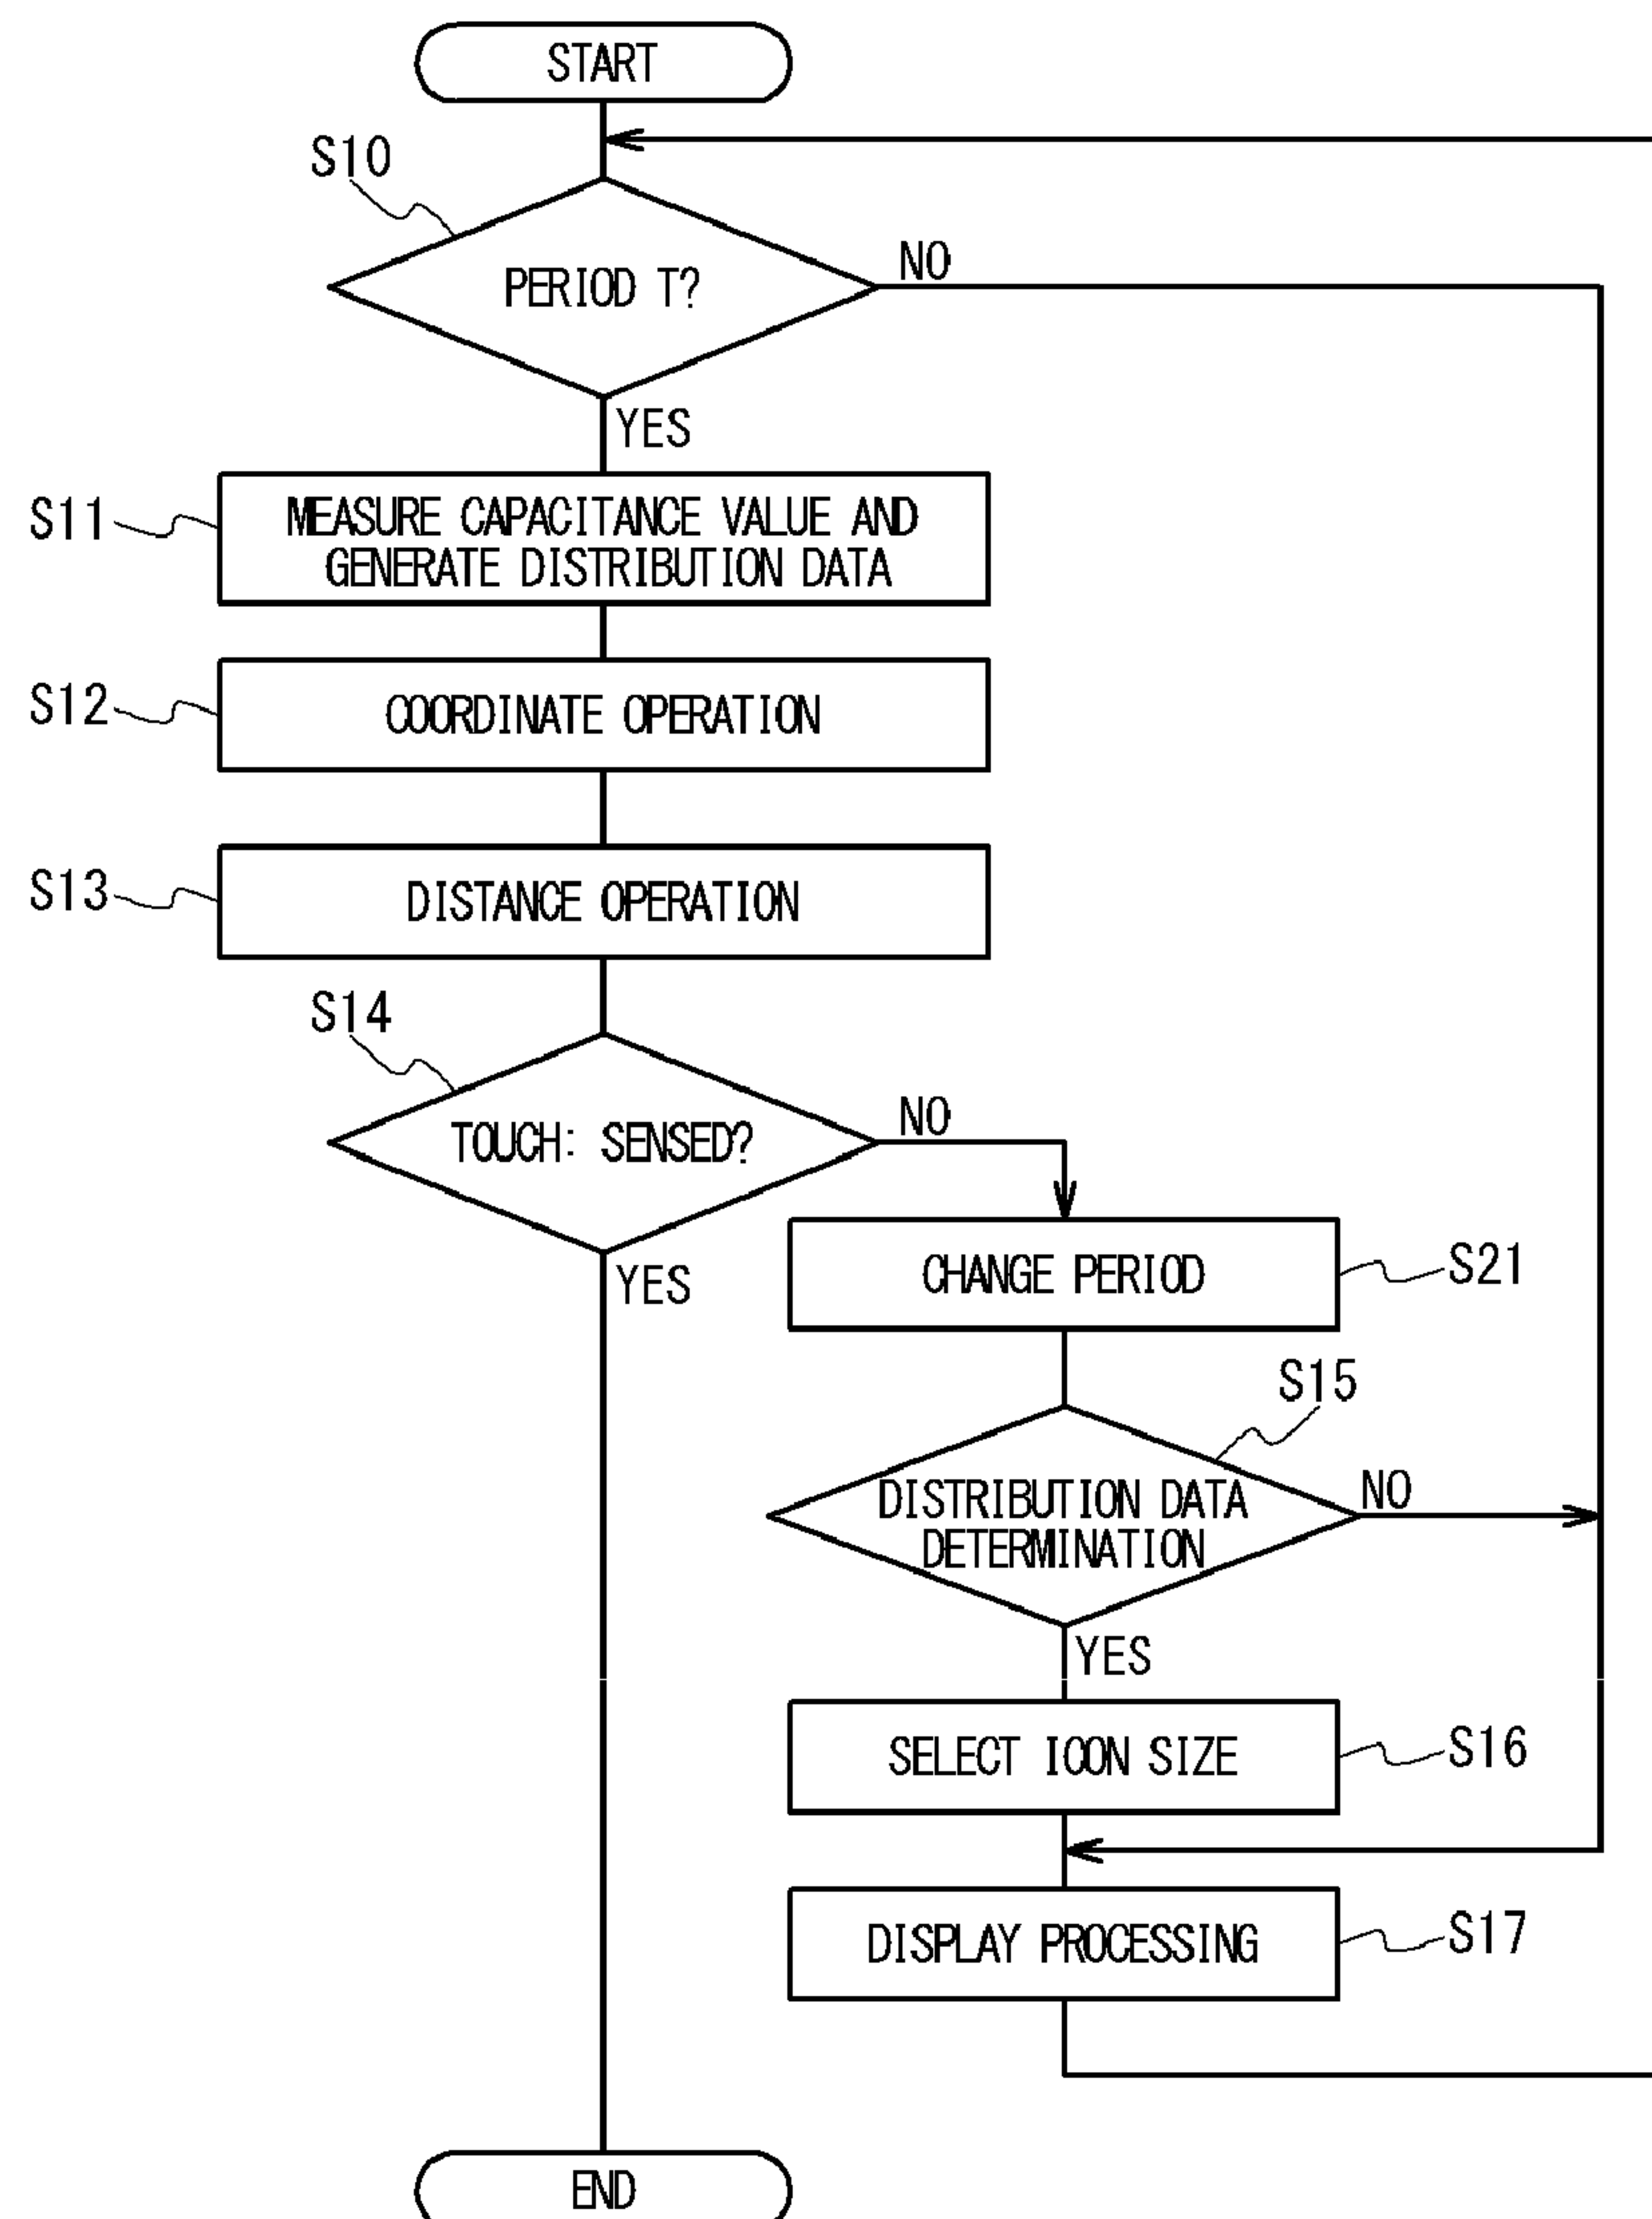 START
S10
PERIOD T?
NO
YES
S11
MEASURE CAPACITANCE VALUE AND
GENERATE DISTRIBUTION DATA
S12
COORDINATE OPERATION
S13
DISTANCE OPERATION
S14
TOUCH: SENSED?
NO
YES
CHANGE PERIOD
S21
S15
DISTRIBUTION DATA
DETERMINATION
NO
YES
SELECT ICON SIZE
S16
DISPLAY PROCESSING
S17
END